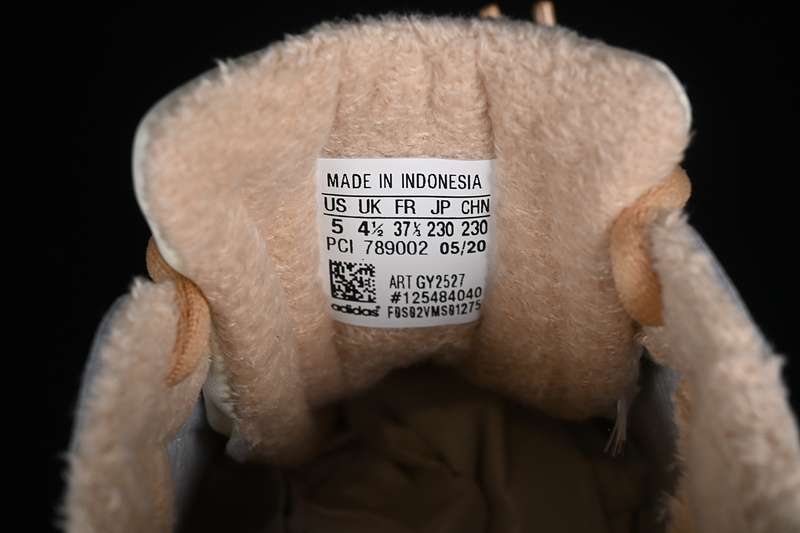 MADE IN INDONESIA
US UK FR JP CHN
5 4½ 37⅓ 230 230
PCI 789002 05/20
ART GY2527
#125484040
adidas F0S02VMS01275